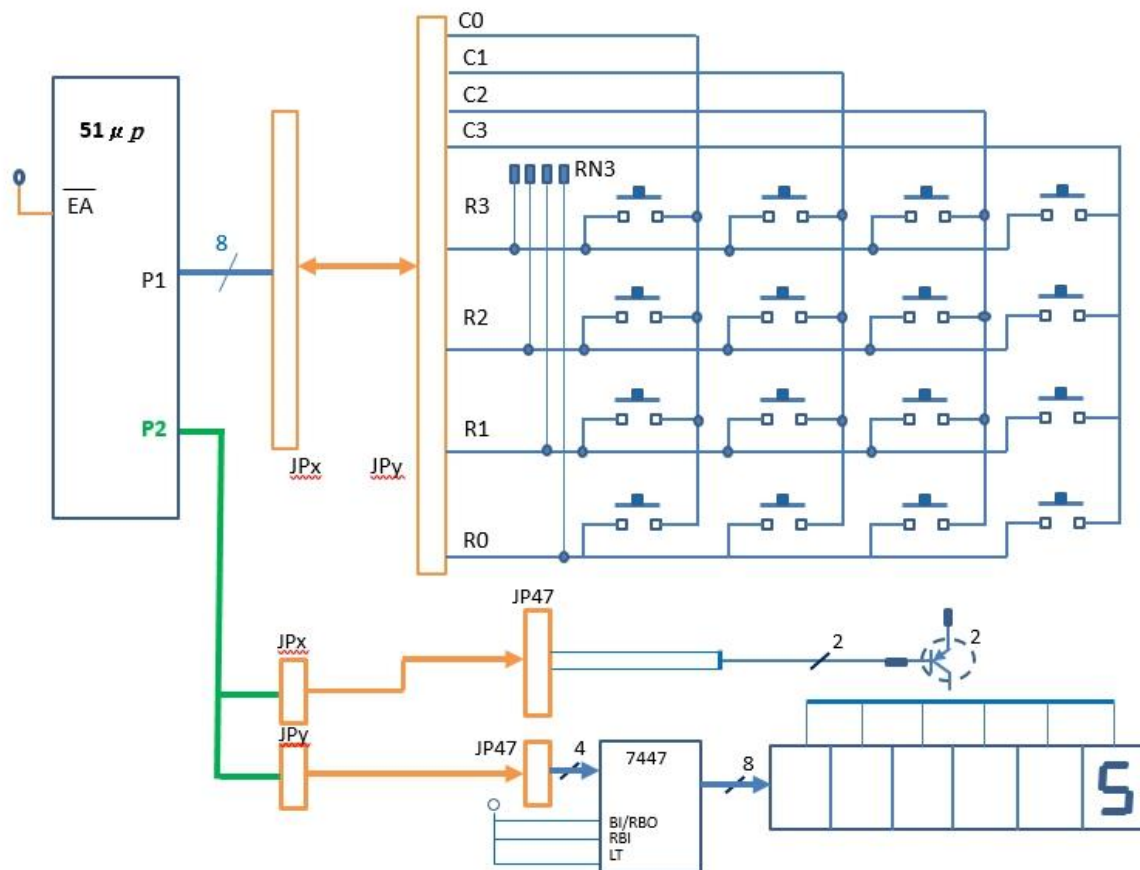 C0
C1
C2
C3
51 μ p
EA
RN3
R3
8
P1
R2
P2
R1
JPx
JPy
R0
JP47
JPx
2
2
JPy
JP47
4
7447
8
5
BI/RBO
RBI
LT